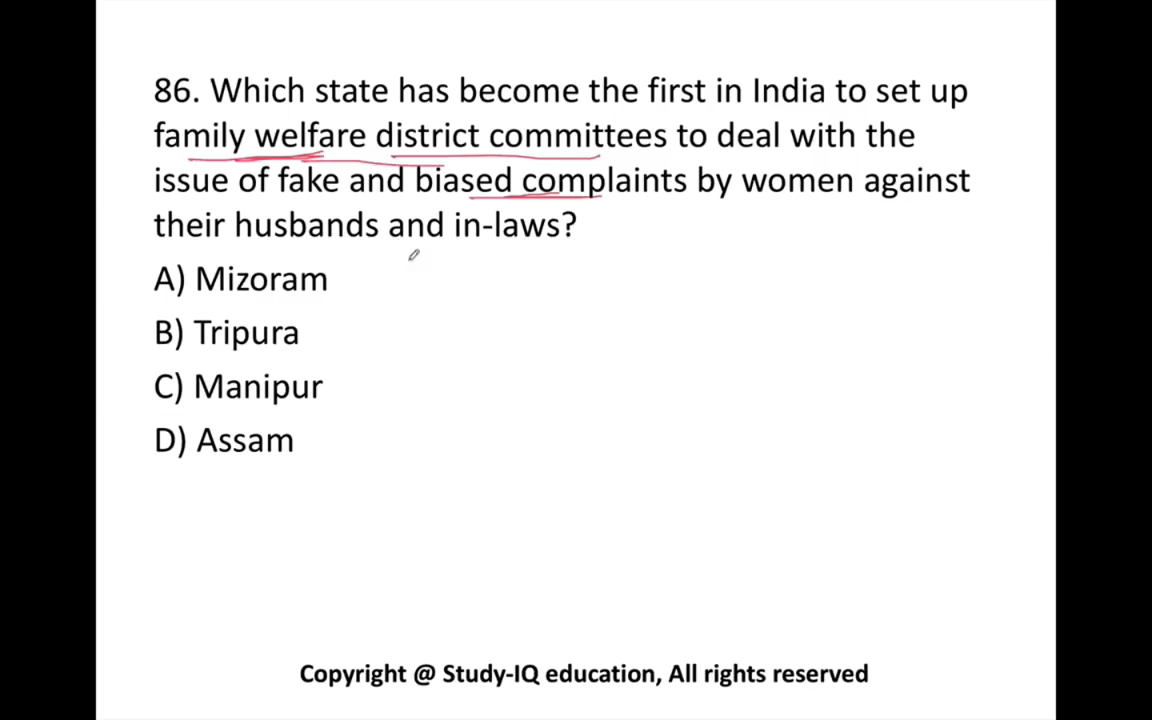 86. Which state has become the first in India to set up
family welfare district committees to deal with the
issue of fake and biased complaints by women against
their husbands and in-laws?
A) Mizoram
B) Tripura
C) Manipur
D) Assam
Copyright @ Study-IQ education, All rights reserved